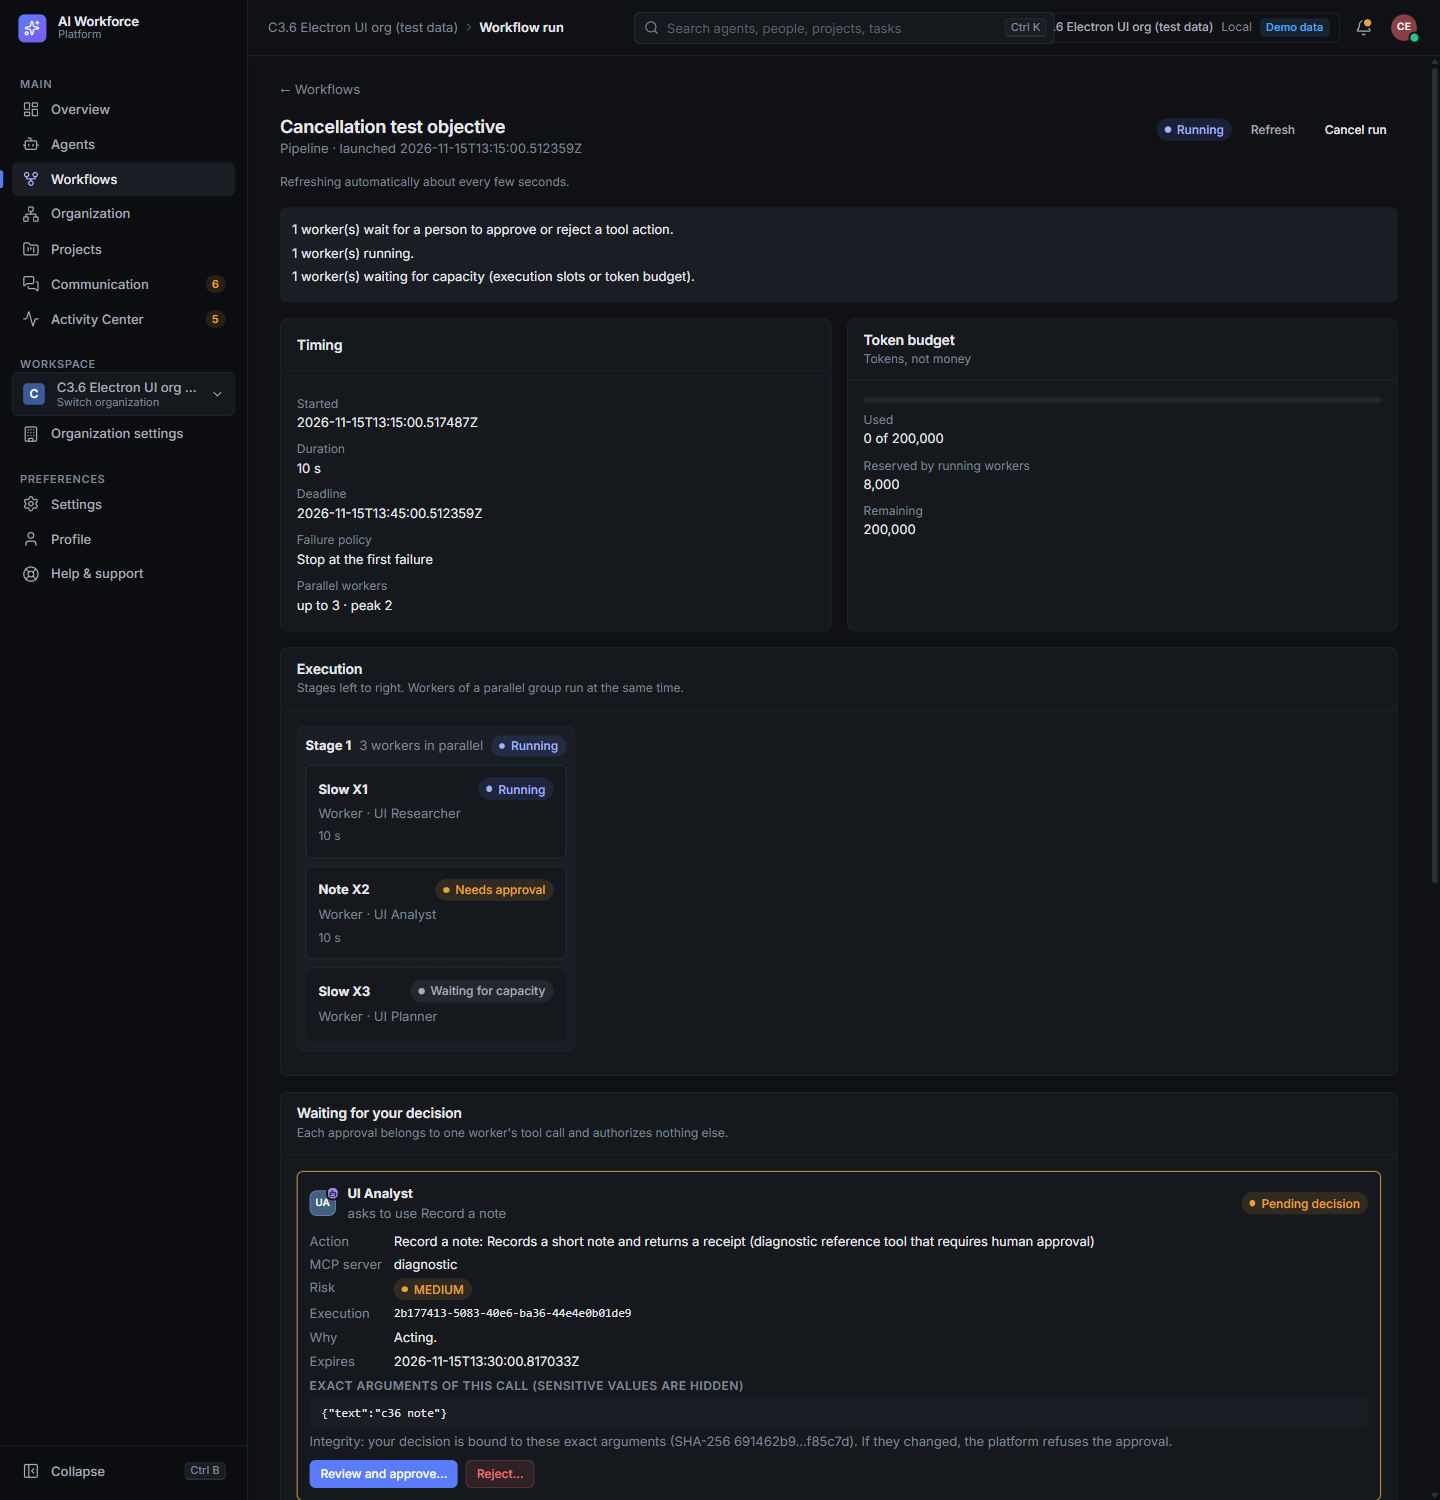 AI Workforce
Platform
C3.6 Electron UI org (test data) › Workflow run
Search agents, people, projects, tasks
Ctrl K
.6 Electron UI org (test data) Local Demo data
CE
MAIN
Overview
Agents
Workflows
Organization
Projects
Communication 6
Activity Center 5
WORKSPACE
C
C3.6 Electron UI org ...
Switch organization
Organization settings
PREFERENCES
Settings
Profile
Help & support
Collapse
Ctrl B
← Workflows
Cancellation test objective
Pipeline · launched 2026-11-15T13:15:00.512359Z
Running
Refresh
Cancel run
Refreshing automatically about every few seconds.
1 worker(s) wait for a person to approve or reject a tool action.
1 worker(s) running.
1 worker(s) waiting for capacity (execution slots or token budget).
Timing
Started
2026-11-15T13:15:00.517487Z
Duration
10 s
Deadline
2026-11-15T13:45:00.512359Z
Failure policy
Stop at the first failure
Parallel workers
up to 3 · peak 2
Token budget
Tokens, not money
Used
0 of 200,000
Reserved by running workers
8,000
Remaining
200,000
Execution
Stages left to right. Workers of a parallel group run at the same time.
Stage 1 3 workers in parallel Running
Slow X1 Running
Worker · UI Researcher
10 s
Note X2 Needs approval
Worker · UI Analyst
10 s
Slow X3 Waiting for capacity
Worker · UI Planner
Waiting for your decision
Each approval belongs to one worker's tool call and authorizes nothing else.
UA
UI Analyst
asks to use Record a note
Pending decision
Action Record a note: Records a short note and returns a receipt (diagnostic reference tool that requires human approval)
MCP server diagnostic
Risk MEDIUM
Execution 2b177413-5083-40e6-ba36-44e4e0b01de9
Why Acting.
Expires 2026-11-15T13:30:00.817033Z
EXACT ARGUMENTS OF THIS CALL (SENSITIVE VALUES ARE HIDDEN)
{"text":"c36 note"}
Integrity: your decision is bound to these exact arguments (SHA-256 691462b9…f85c7d). If they changed, the platform refuses the approval.
Review and approve...
Reject...